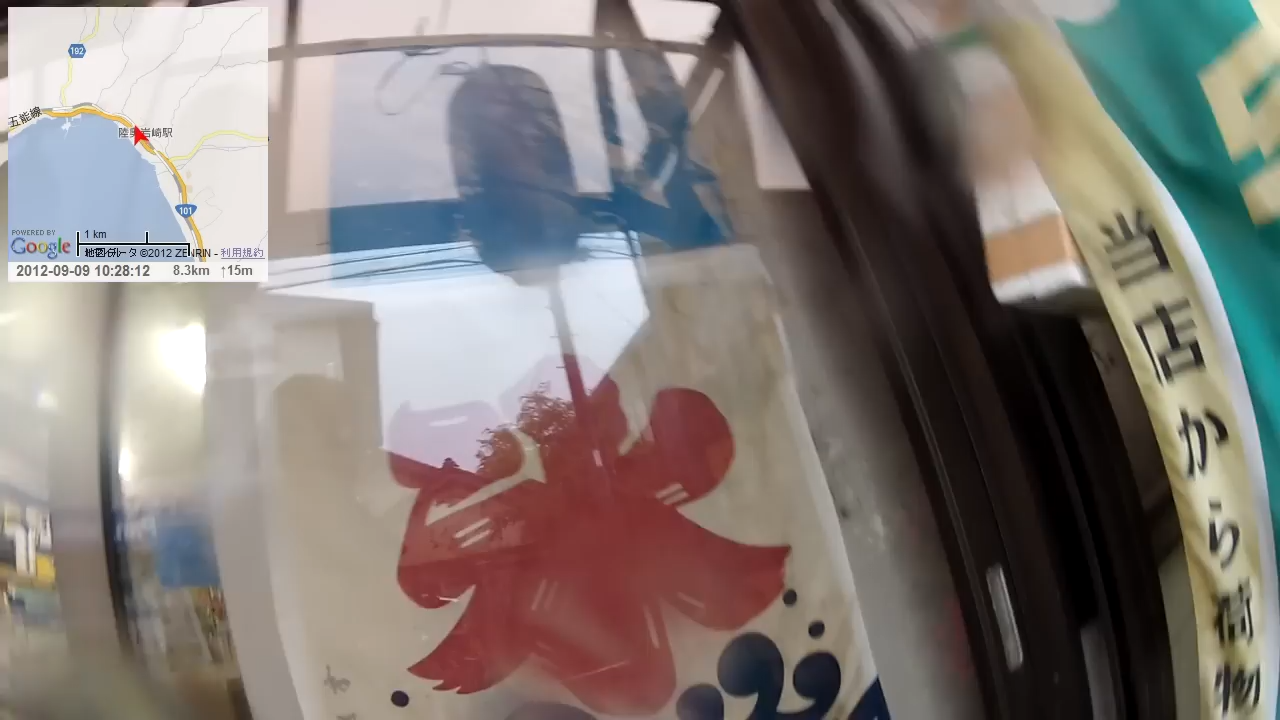 192
五能線
陸奥岩崎駅
101
POWERED BY
Google
1 km
地図データ ©2012 ZENRIN - 利用規約
2012-09-09 10:28:12 8.3km ↑15m
氷
当店から荷物